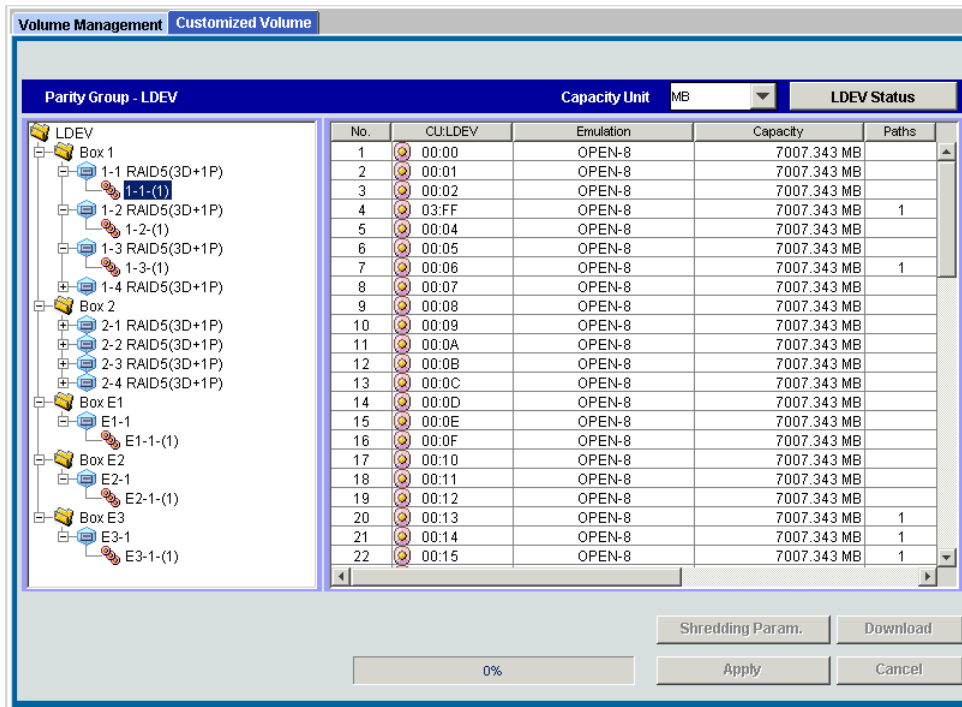 Volume Management Customized Volume
Parity Group - LDEV Capacity Unit MB LDEV Status
LDEV
Box 1
1-1 RAID5(3D+1P)
1-1-(1)
1-2 RAID5(3D+1P)
1-2-(1)
1-3 RAID5(3D+1P)
1-3-(1)
1-4 RAID5(3D+1P)
Box 2
2-1 RAID5(3D+1P)
2-2 RAID5(3D+1P)
2-3 RAID5(3D+1P)
2-4 RAID5(3D+1P)
Box E1
E1-1
E1-1-(1)
Box E2
E2-1
E2-1-(1)
Box E3
E3-1
E3-1-(1)
No. CU:LDEV Emulation Capacity Paths
1 00:00 OPEN-8 7007.343 MB
2 00:01 OPEN-8 7007.343 MB
3 00:02 OPEN-8 7007.343 MB
4 03:FF OPEN-8 7007.343 MB 1
5 00:04 OPEN-8 7007.343 MB
6 00:05 OPEN-8 7007.343 MB
7 00:06 OPEN-8 7007.343 MB 1
8 00:07 OPEN-8 7007.343 MB
9 00:08 OPEN-8 7007.343 MB
10 00:09 OPEN-8 7007.343 MB
11 00:0A OPEN-8 7007.343 MB
12 00:0B OPEN-8 7007.343 MB
13 00:0C OPEN-8 7007.343 MB
14 00:0D OPEN-8 7007.343 MB
15 00:0E OPEN-8 7007.343 MB
16 00:0F OPEN-8 7007.343 MB
17 00:10 OPEN-8 7007.343 MB
18 00:11 OPEN-8 7007.343 MB
19 00:12 OPEN-8 7007.343 MB
20 00:13 OPEN-8 7007.343 MB 1
21 00:14 OPEN-8 7007.343 MB 1
22 00:15 OPEN-8 7007.343 MB 1
Shredding Param. Download
0% Apply Cancel